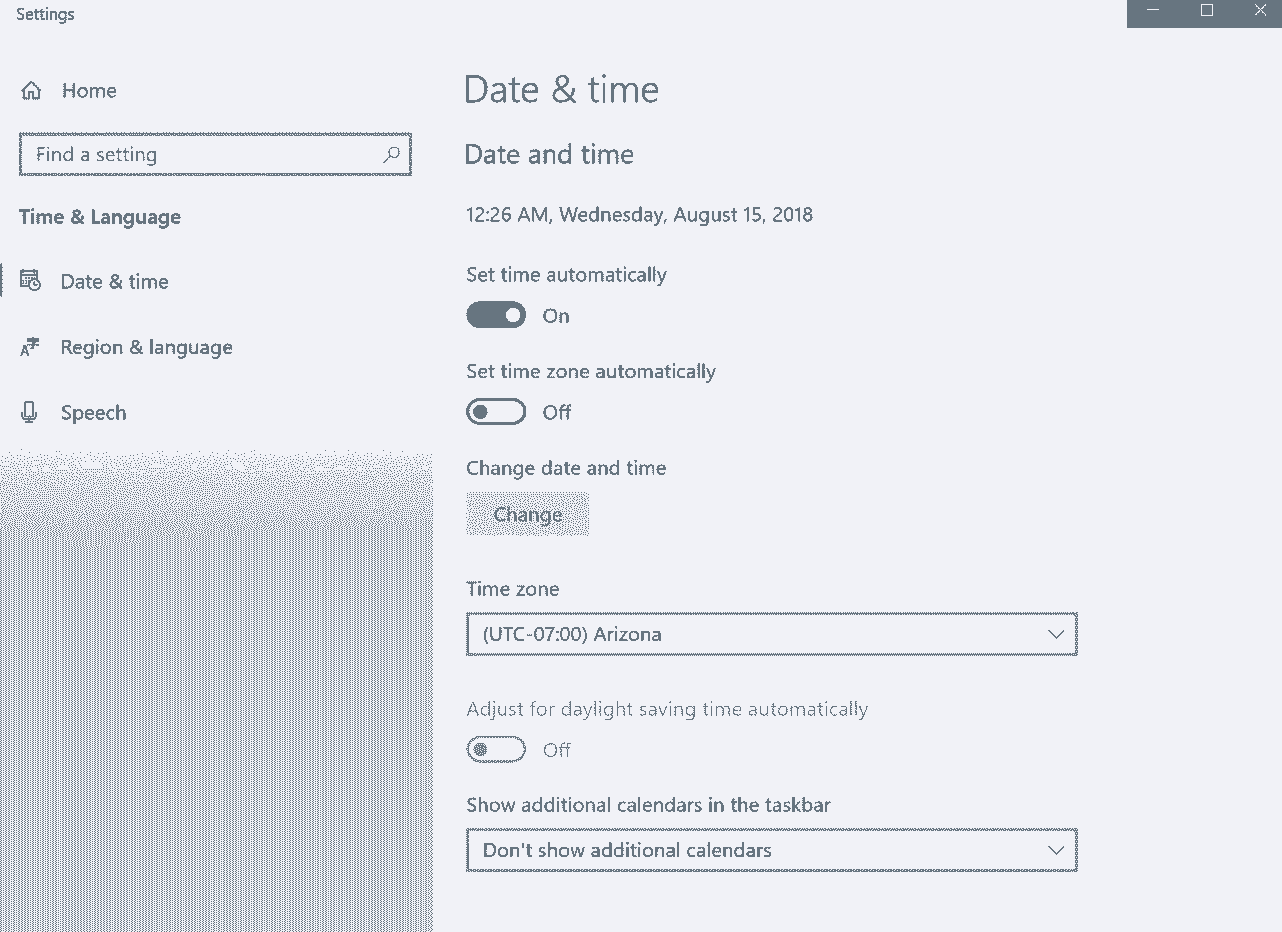 Settings
Home
Find a setting
Time & Language
Date & time
Region & language
Speech
Date & time
Date and time
12:26 AM, Wednesday, August 15, 2018
Set time automatically
On
Set time zone automatically
Off
Change date and time
Change
Time zone
(UTC-07:00) Arizona
Adjust for daylight saving time automatically
Off
Show additional calendars in the taskbar
Don't show additional calendars